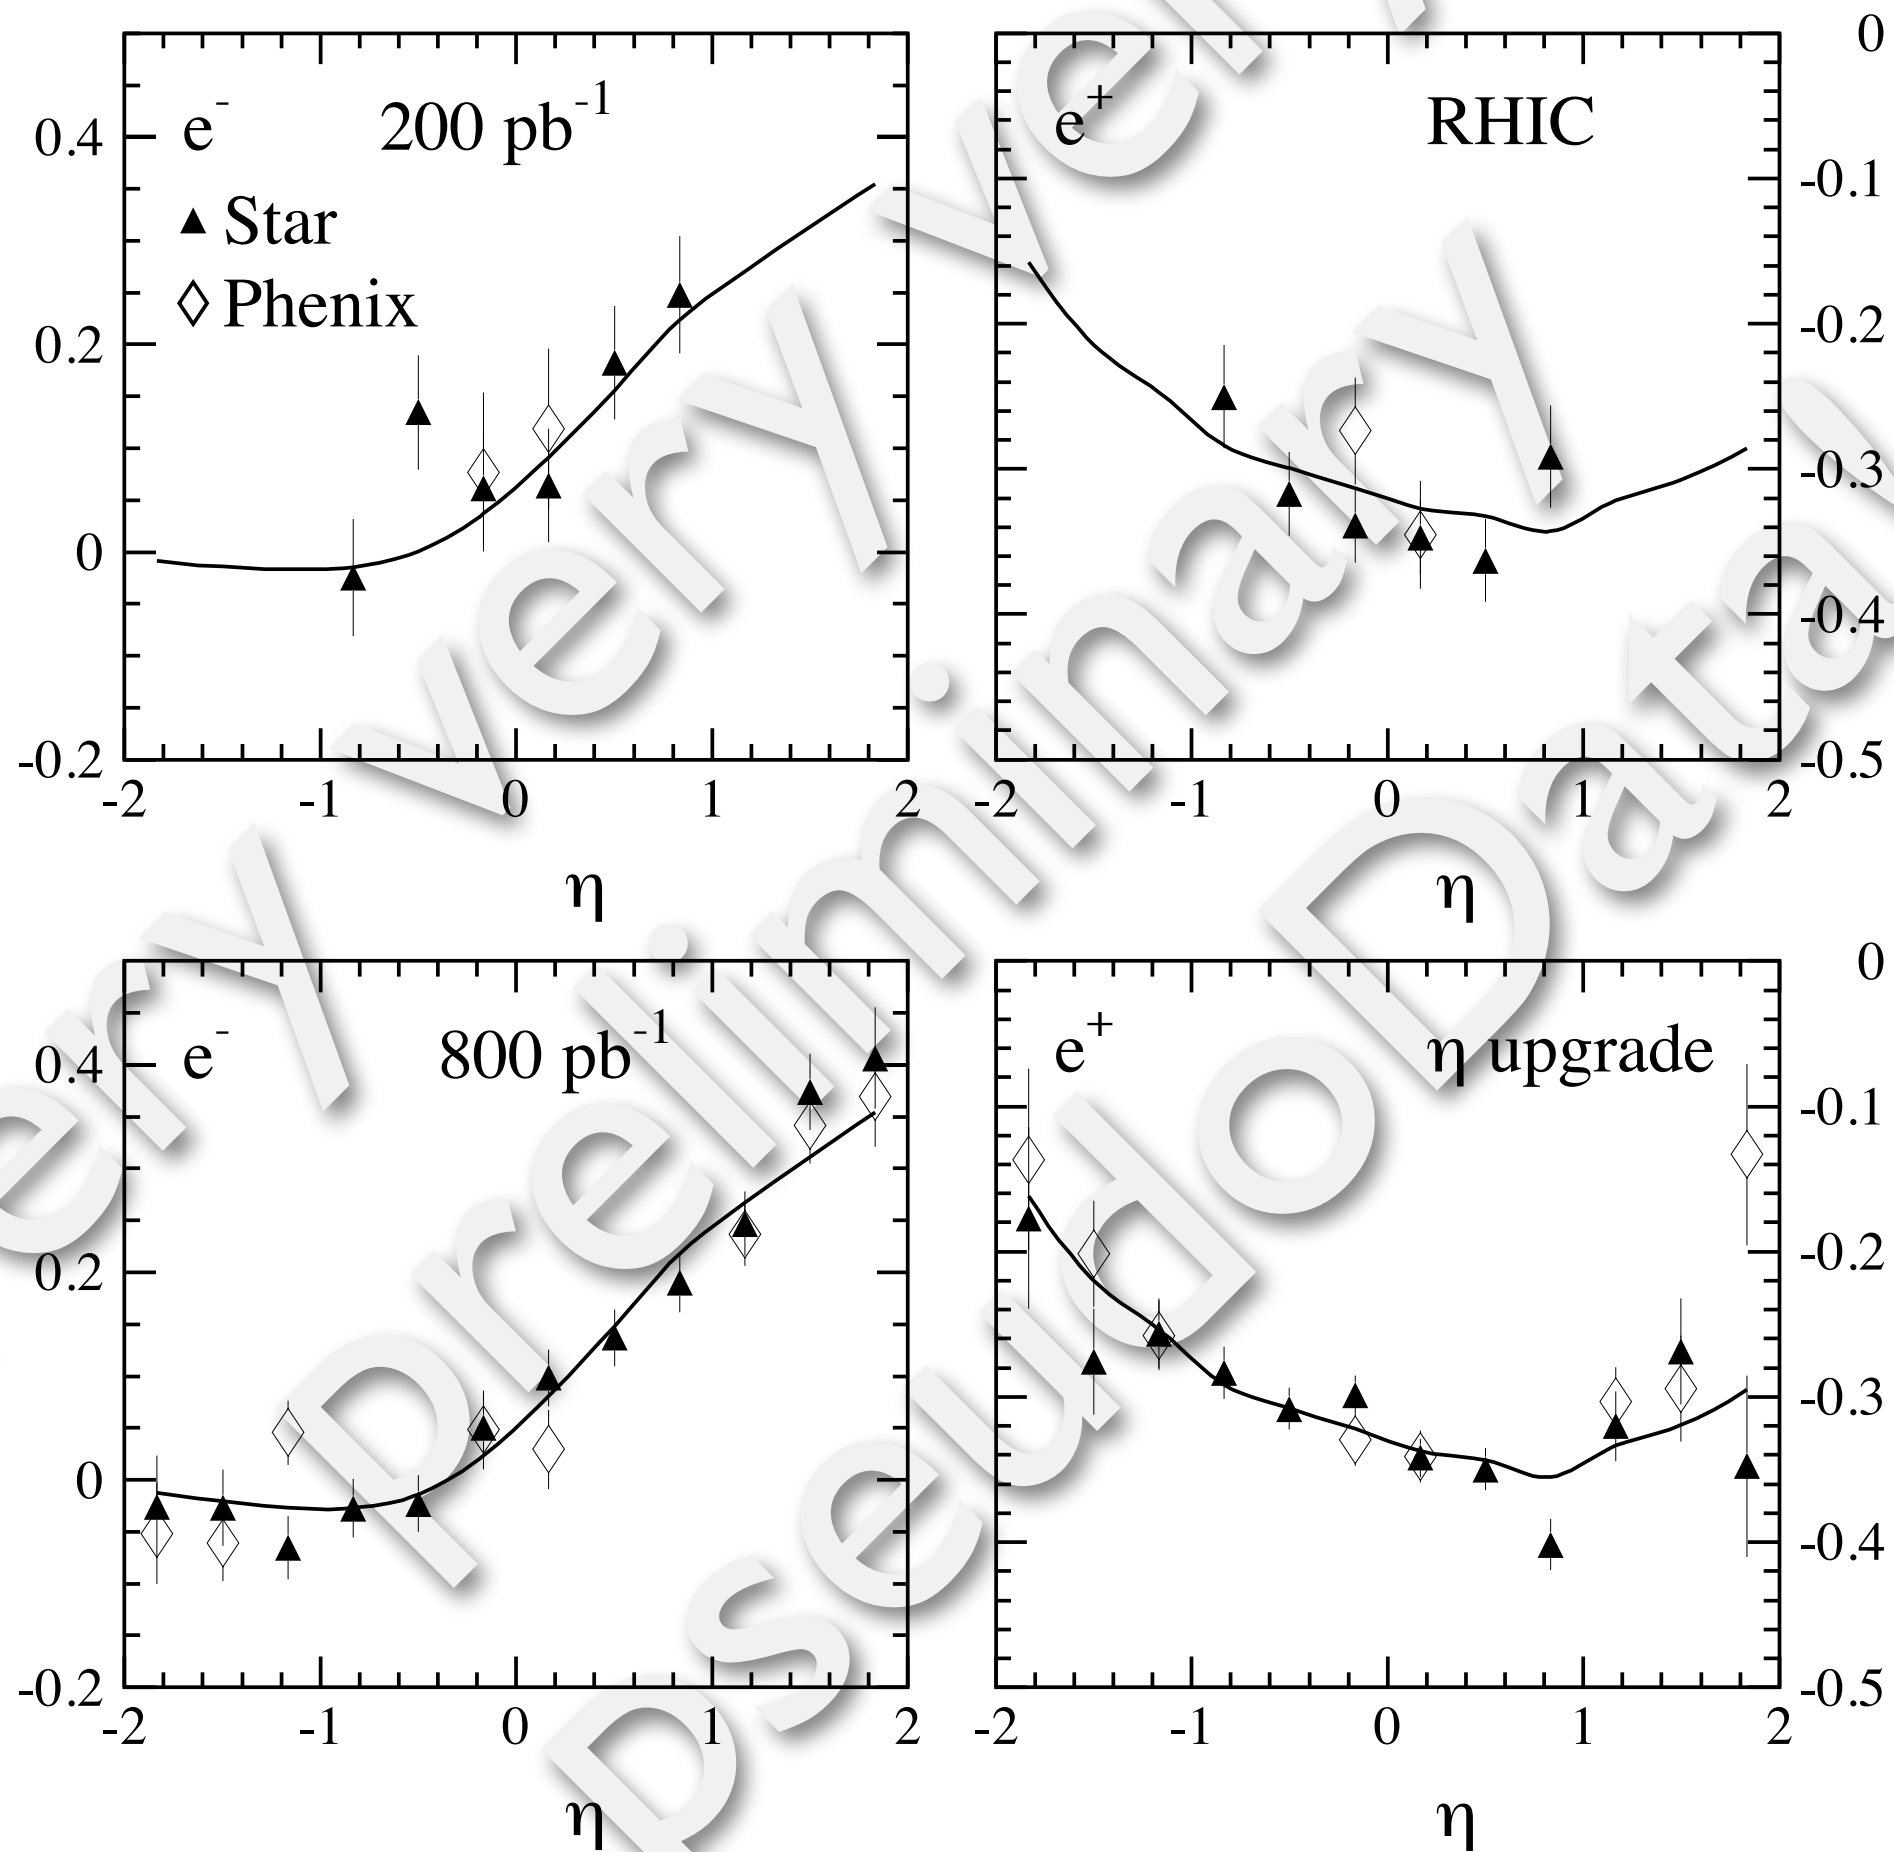 e- 200 pb-1
Star
Phenix
0.4
0.2
0
-0.2
-2 -1 0 1 2
η
e+ RHIC
0
-0.1
-0.2
-0.3
-0.4
-0.5
-2 -1 0 1 2
η
e- 800 pb-1
0.4
0.2
0
-0.2
-2 -1 0 1 2
η
e+ η upgrade
0
-0.1
-0.2
-0.3
-0.4
-0.5
-2 -1 0 1 2
η
very very
preliminary
pseudoData